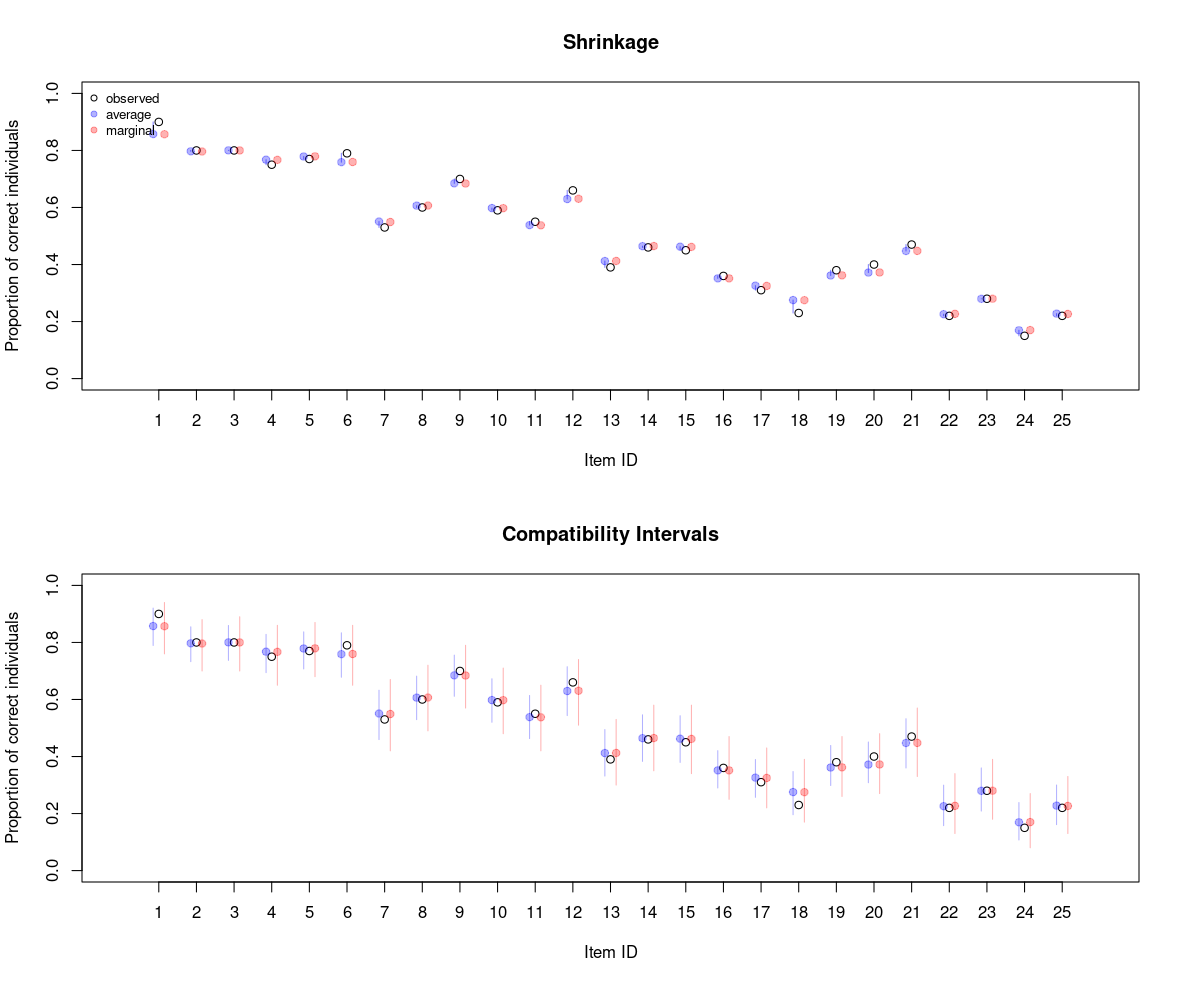 Shrinkage
Proportion of correct individuals
1.0
0.8
0.6
0.4
0.2
0.0
observed
average
marginal
1 2 3 4 5 6 7 8 9 10 11 12 13 14 15 16 17 18 19 20 21 22 23 24 25
Item ID
Compatibility Intervals
Proportion of correct individuals
1.0
0.8
0.6
0.4
0.2
0.0
1 2 3 4 5 6 7 8 9 10 11 12 13 14 15 16 17 18 19 20 21 22 23 24 25
Item ID